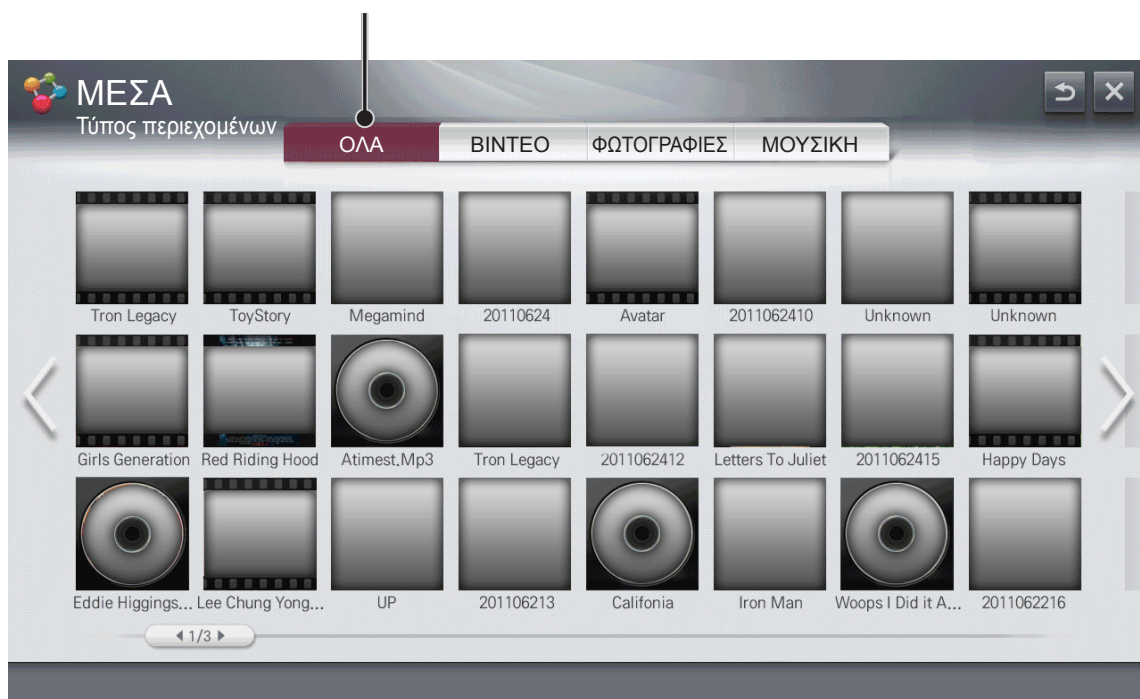 ΜΕΣΑ
Τύπος περιεχομένων
ΟΛΑ ΒΙΝΤΕΟ ΦΩΤΟΓΡΑΦΙΕΣ ΜΟΥΣΙΚΗ
Tron Legacy ToyStory Megamind 20110624 Avatar 2011062410 Unknown Unknown
Girls Generation Red Riding Hood Atimest.Mp3 Tron Legacy 2011062412 Letters To Juliet 2011062415 Happy Days
Eddie Higgings... Lee Chung Yong... UP 201106213 Califonia Iron Man Woops I Did it A... 2011062216
1/3